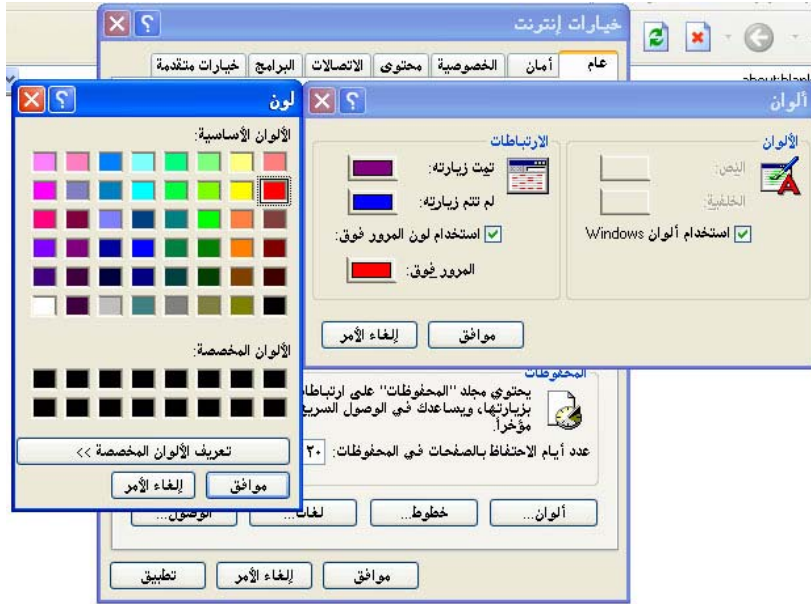 خيارات إنترنت
عام
أمان
الخصوصية
محتوى
الاتصالات
البرامج
خيارات متقدمة
about:blank
ألوان
الألوان
النص:
الخلفية:
استخدام ألوان Windows
الارتباطات
تمت زيارته:
لم تتم زيارته:
استخدام لون المرور فوق:
المرور فوق:
موافق
إلغاء الأمر
لون
الألوان الأساسية:
الألوان المخصصة:
تعريف الألوان المخصصة >>
موافق
إلغاء الأمر
المحفوظات
يحتوي مجلد "المحفوظات" على
بزيارتها، ويساعدك في الوصول
مؤخراً.
عدد أيام الاحتفاظ بالصفحات في المحفوظات: ٢٠
ألوان...
خطوط...
الوصول...
موافق
إلغاء الأمر
تطبيق